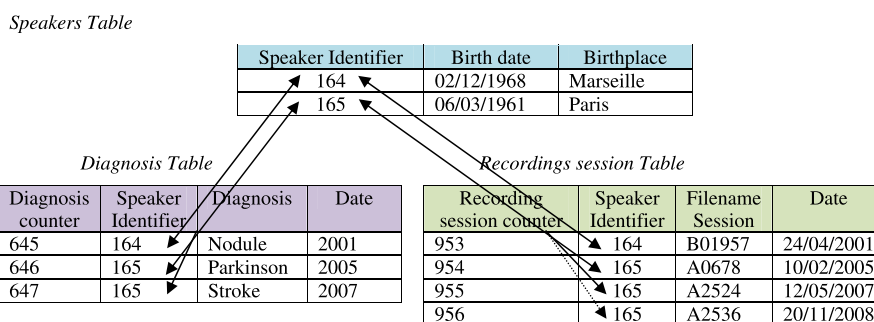 Speakers Table
Speaker Identifier Birth date Birthplace
164 02/12/1968 Marseille
165 06/03/1961 Paris
Diagnosis Table
Diagnosis counter Speaker Identifier Diagnosis Date
645 164 Nodule 2001
646 165 Parkinson 2005
647 165 Stroke 2007
Recordings session Table
Recording session counter Speaker Identifier Filename Session Date
953 164 B01957 24/04/2001
954 165 A0678 10/02/2005
955 165 A2524 12/05/2007
956 165 A2536 20/11/2008